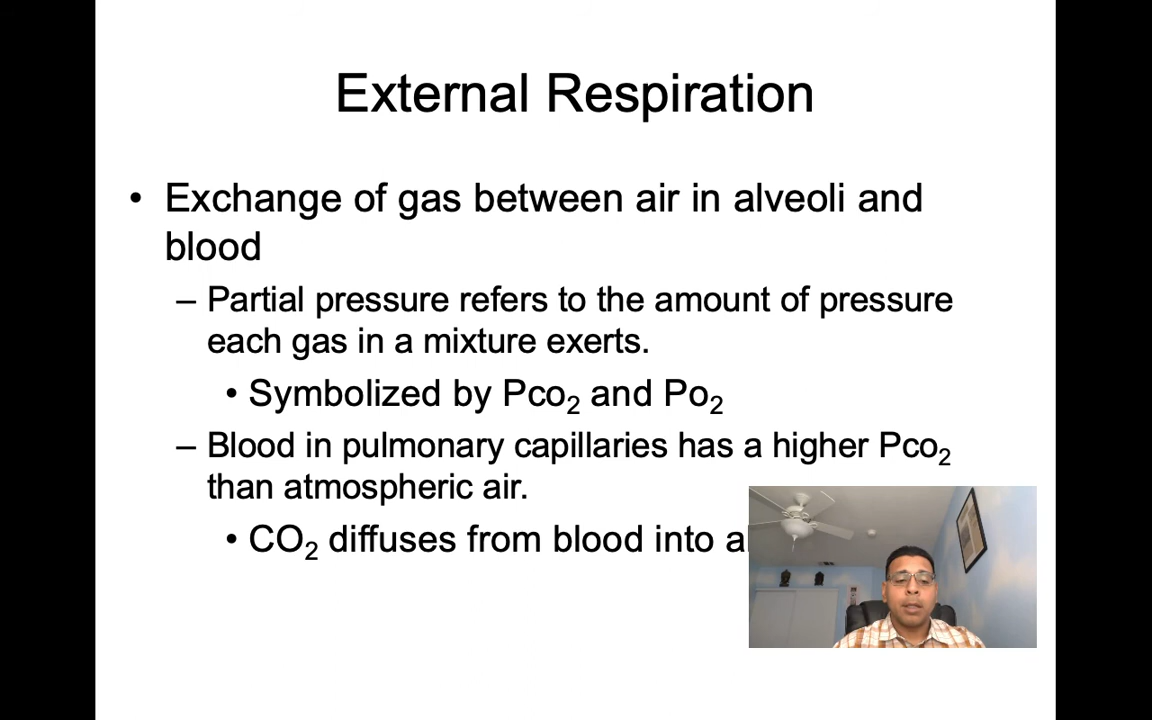 External Respiration
• Exchange of gas between air in alveoli and
blood
– Partial pressure refers to the amount of pressure
each gas in a mixture exerts.
• Symbolized by Pco₂ and Po₂
– Blood in pulmonary capillaries has a higher Pco₂
than atmospheric air.
• CO₂ diffuses from blood into